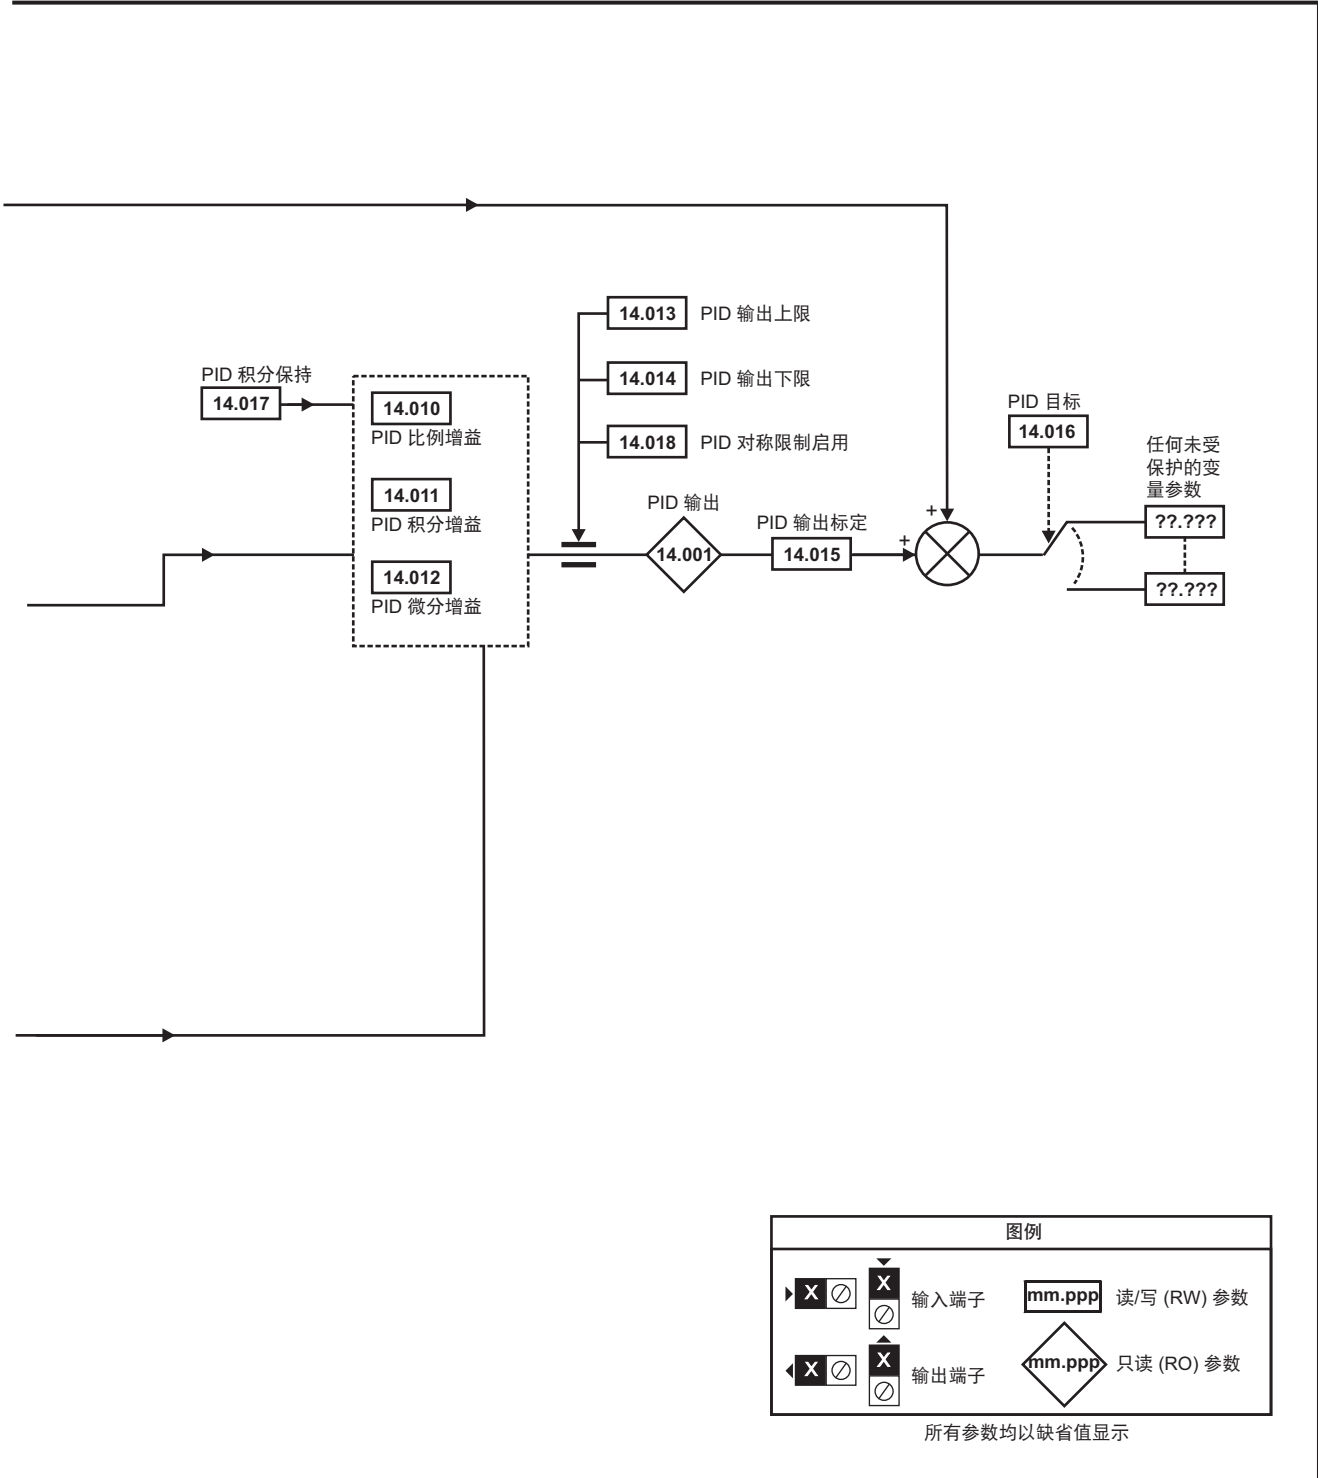 14.013 PID 输出上限
PID 积分保持
14.017
14.014 PID 输出下限
14.010
PID 比例增益
14.018 PID 对称限制启用
PID 目标
14.016
任何未受
保护的变
量参数
14.011
PID 积分增益
PID 输出
14.001
PID 输出标定
14.015
+
+
??.???
??.???
14.012
PID 微分增益
图例
X
X
输入端子
mm.ppp 读/写 (RW) 参数
X
X
输出端子
mm.ppp 只读 (RO) 参数
所有参数均以缺省值显示